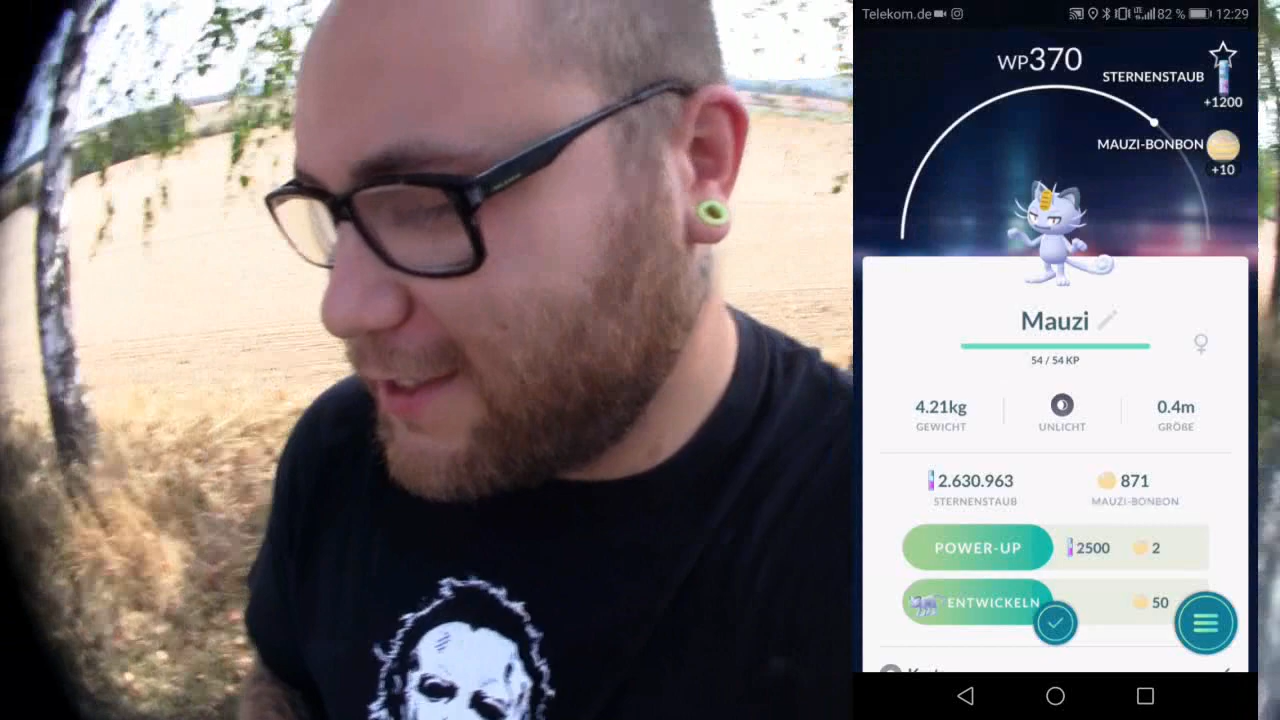 Telekom.de 82 % 12:29
WP370
STERNENSTAUB
+1200
MAUZI-BONBON
+10
Mauzi
54 / 54 KP
4.21kg
GEWICHT
UNLICHT
0.4m
GRÖßE
2.630.963
STERNENSTAUB
871
MAUZI-BONBON
POWER-UP 2500 2
ENTWICKELN 50